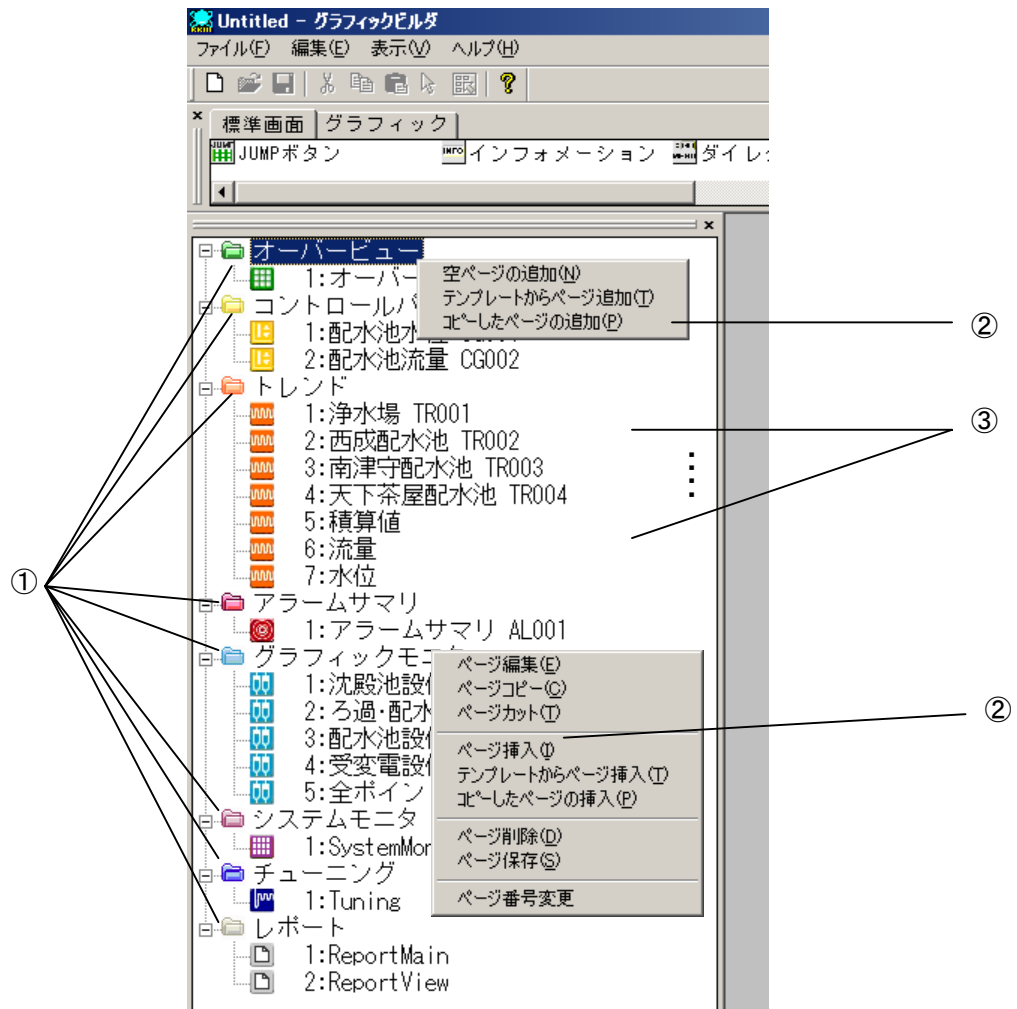 Untitled - グラフィックビルダ
ファイル(F) 編集(E) 表示(V) ヘルプ(H)
標準画面 グラフィック
JUMPボタン インフォメーション ダイレク
オーバービュー
1:オーバー
空ページの追加(N)
テンプレートからページ追加(T)
コピーしたページの追加(P)
②
コントロールパ
1:配水池水
2:配水池流量 CG002
トレンド
1:浄水場 TR001
③
2:西成配水池 TR002
3:南津守配水池 TR003
4:天下茶屋配水池 TR004
5:積算値
6:流量
7:水位
①
アラームサマリ
1:アラームサマリ AL001
グラフィックモニタ
1:沈殿池設備
2:ろ過・配水
3:配水池設備
4:受変電設備
5:全ポイン
ページ編集(E)
ページコピー(C)
ページカット(T)
②
ページ挿入(I)
テンプレートからページ挿入(T)
コピーしたページの挿入(P)
ページ削除(D)
ページ保存(S)
ページ番号変更
システムモニタ
1:SystemMon
チューニング
1:Tuning
レポート
1:ReportMain
2:ReportView